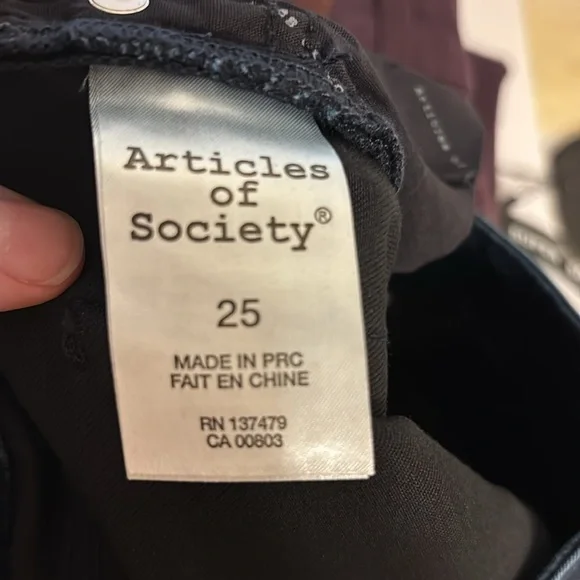 Articles
of
Society®
25
MADE IN PRC
FAIT EN CHINE
RN 137479
CA 00803